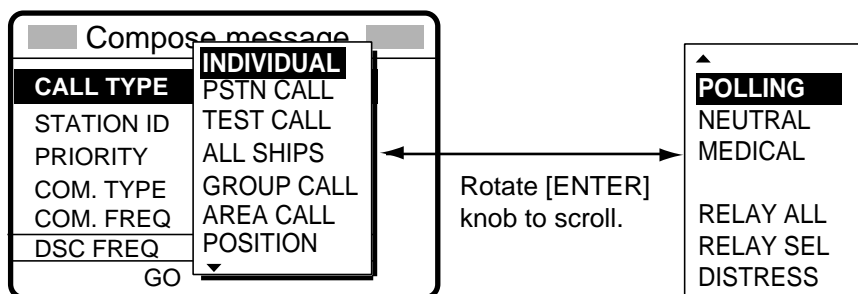 Compose message
CALL TYPE
STATION ID
PRIORITY
COM. TYPE
COM. FREQ
DSC FREQ
GO
INDIVIDUAL
PSTN CALL
TEST CALL
ALL SHIPS
GROUP CALL
AREA CALL
POSITION
Rotate [ENTER]
knob to scroll.
POLLING
NEUTRAL
MEDICAL
RELAY ALL
RELAY SEL
DISTRESS